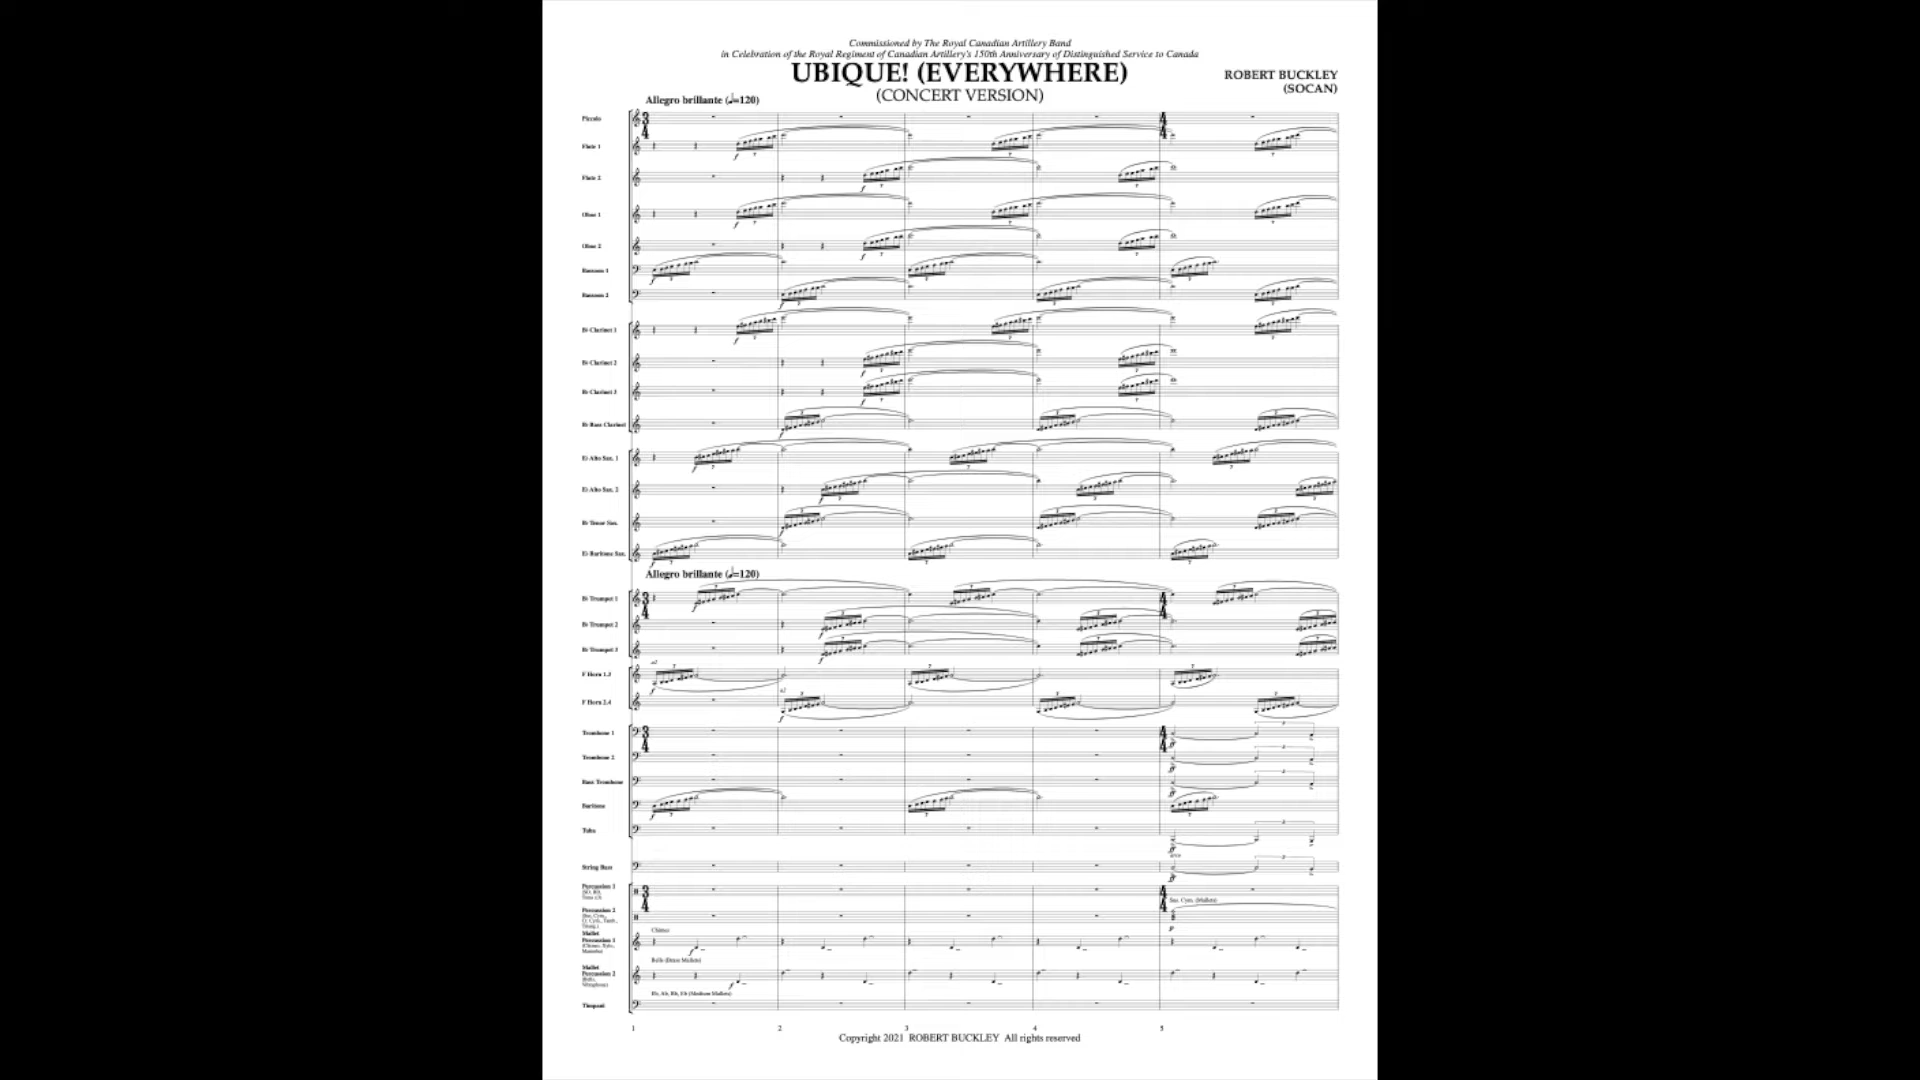 Commissioned by The Royal Canadian Artillery Band
in Celebration of the Royal Regiment of Canadian Artillery's 150th Anniversary of Distinguished Service to Canada
UBIQUE! (EVERYWHERE)
(CONCERT VERSION)
ROBERT BUCKLEY
(SOCAN)
Allegro brillante (♩=120)
Piccolo
Flute 1
Flute 2
Oboe 1
Oboe 2
Bassoon 1
Bassoon 2
B♭ Clarinet 1
B♭ Clarinet 2
B♭ Clarinet 3
B♭ Bass Clarinet
E♭ Alto Sax. 1
E♭ Alto Sax. 2
B♭ Tenor Sax.
E♭ Baritone Sax.
Allegro brillante (♩=120)
B♭ Trumpet 1
B♭ Trumpet 2
B♭ Trumpet 3
F Horn 1.3
F Horn 2.4
Trombone 1
Trombone 2
Bass Trombone
Baritone
Tuba
String Bass
Percussion 1
Percussion 2
Sus. Cym. (Mallets)
Mallet
Percussion 1
Chimes
Mallet
Percussion 2
Bells (Brass Mallets)
Timpani
1 2 3 4 5
Copyright 2021 ROBERT BUCKLEY All rights reserved